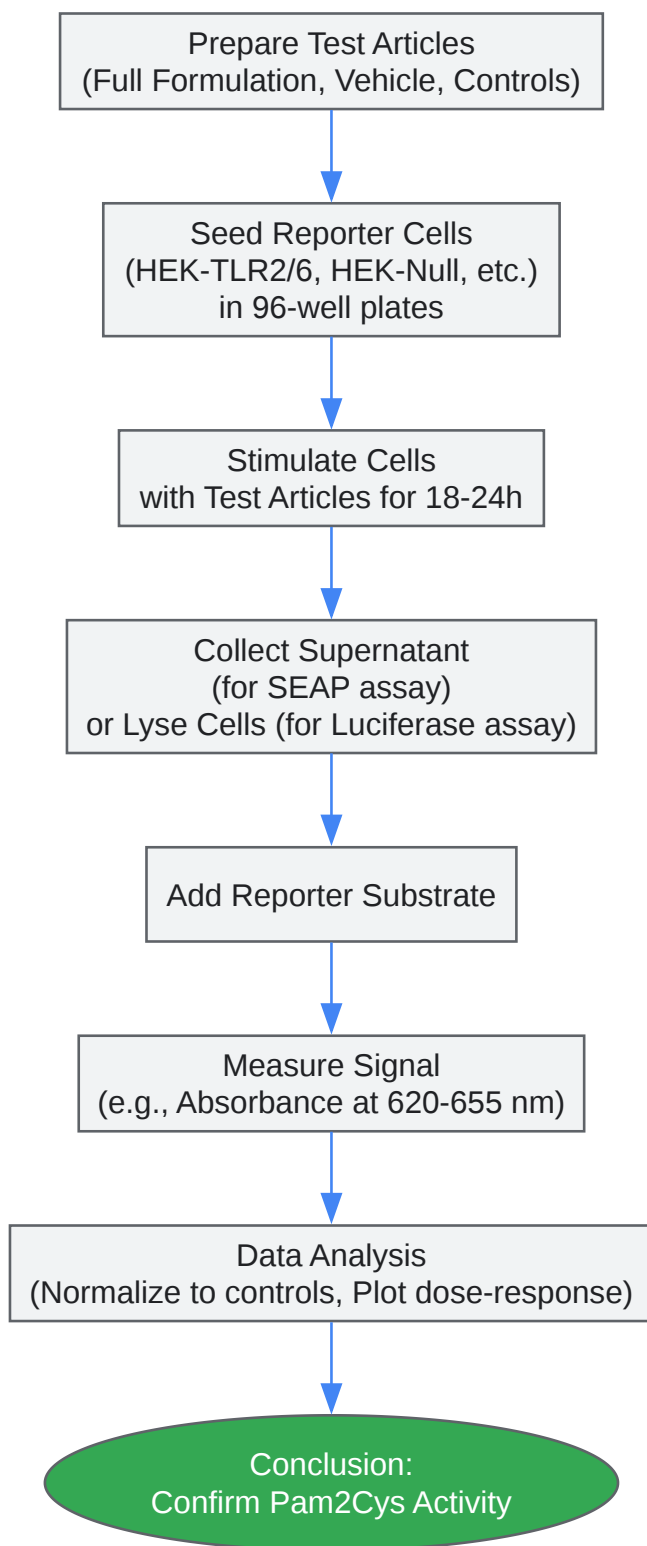 Prepare Test Articles
(Full Formulation, Vehicle, Controls)
Seed Reporter Cells
(HEK-TLR2/6, HEK-Null, etc.)
in 96-well plates
Stimulate Cells
with Test Articles for 18-24h
Collect Supernatant
(for SEAP assay)
or Lyse Cells (for Luciferase assay)
Add Reporter Substrate
Measure Signal
(e.g., Absorbance at 620-655 nm)
Data Analysis
(Normalize to controls, Plot dose-response)
Conclusion:
Confirm Pam2Cys Activity